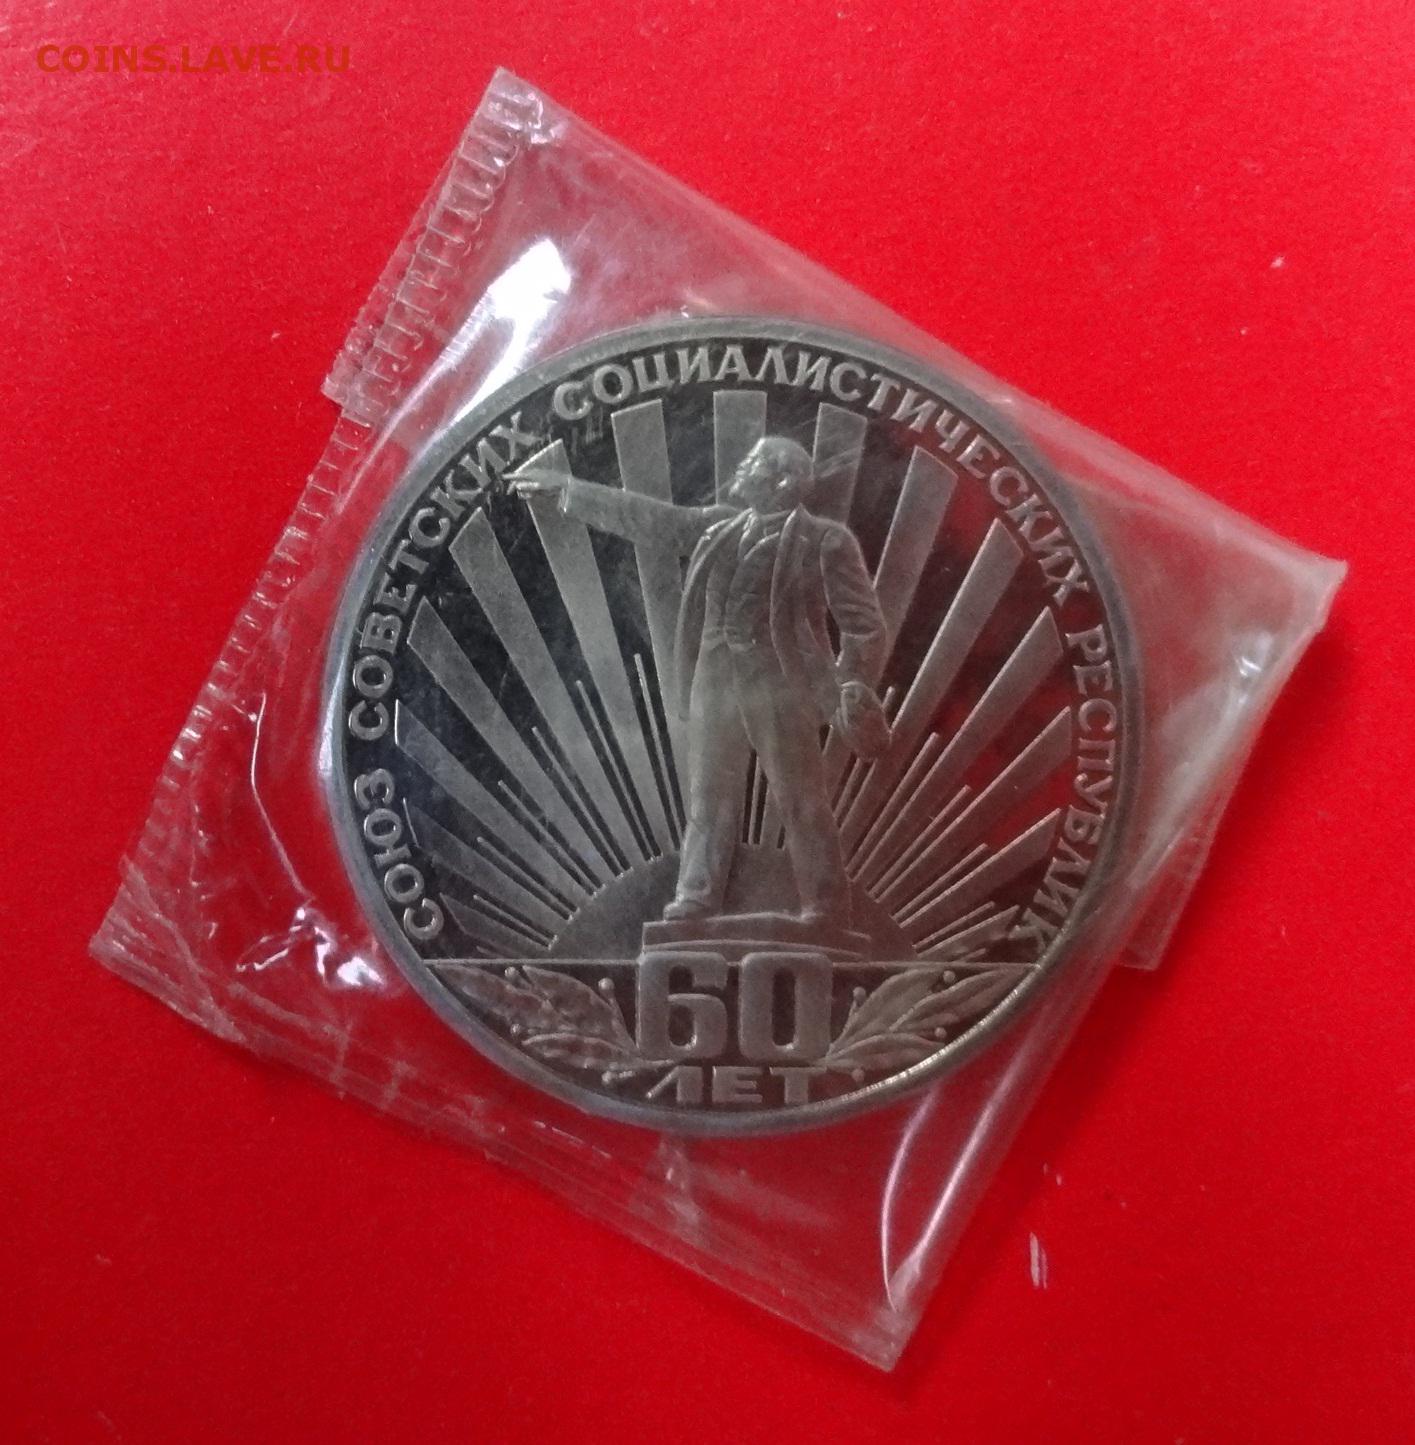 COINS.LAVE.RU
СОЮЗ СОВЕТСКИХ СОЦИАЛИСТИЧЕСКИХ РЕСПУБЛИК
60
ЛЕТ